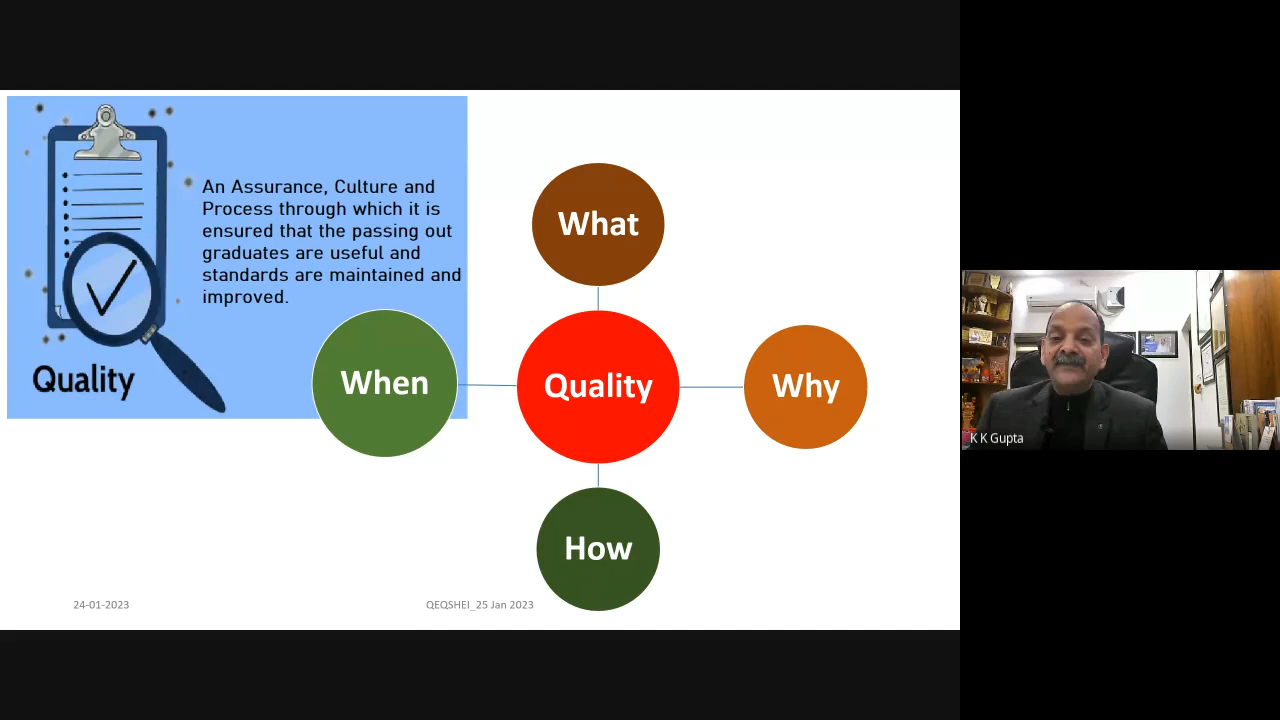 An Assurance, Culture and
Process through which it is
ensured that the passing out
graduates are useful and
standards are maintained and
improved.
Quality
What
When
Quality
Why
How
24-01-2023
QEQSHEI_25 Jan 2023
K K Gupta